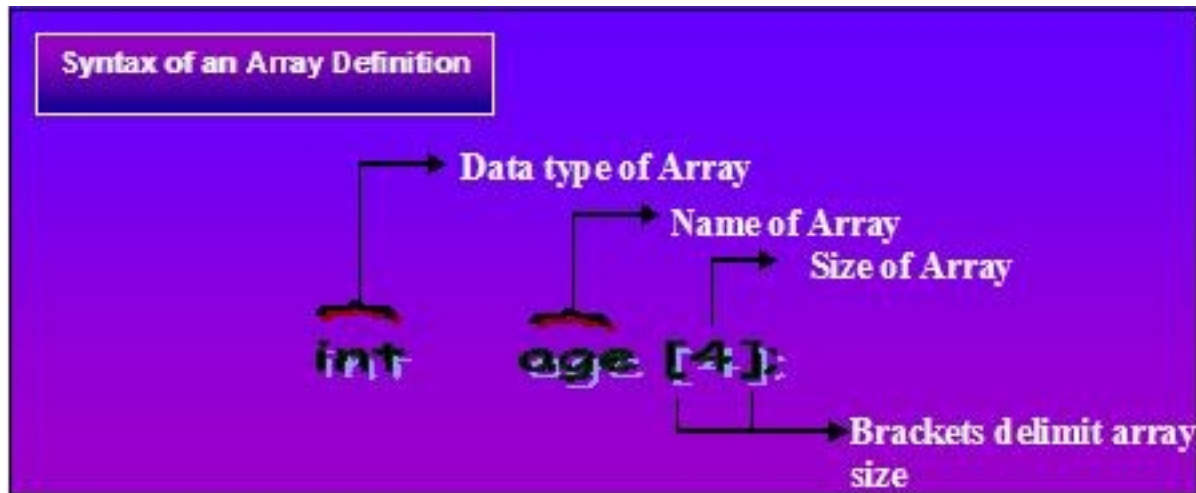 Syntax of an Array Definition
Data type of Array
Name of Array
Size of Array
int age [4];
Brackets delimit array
size